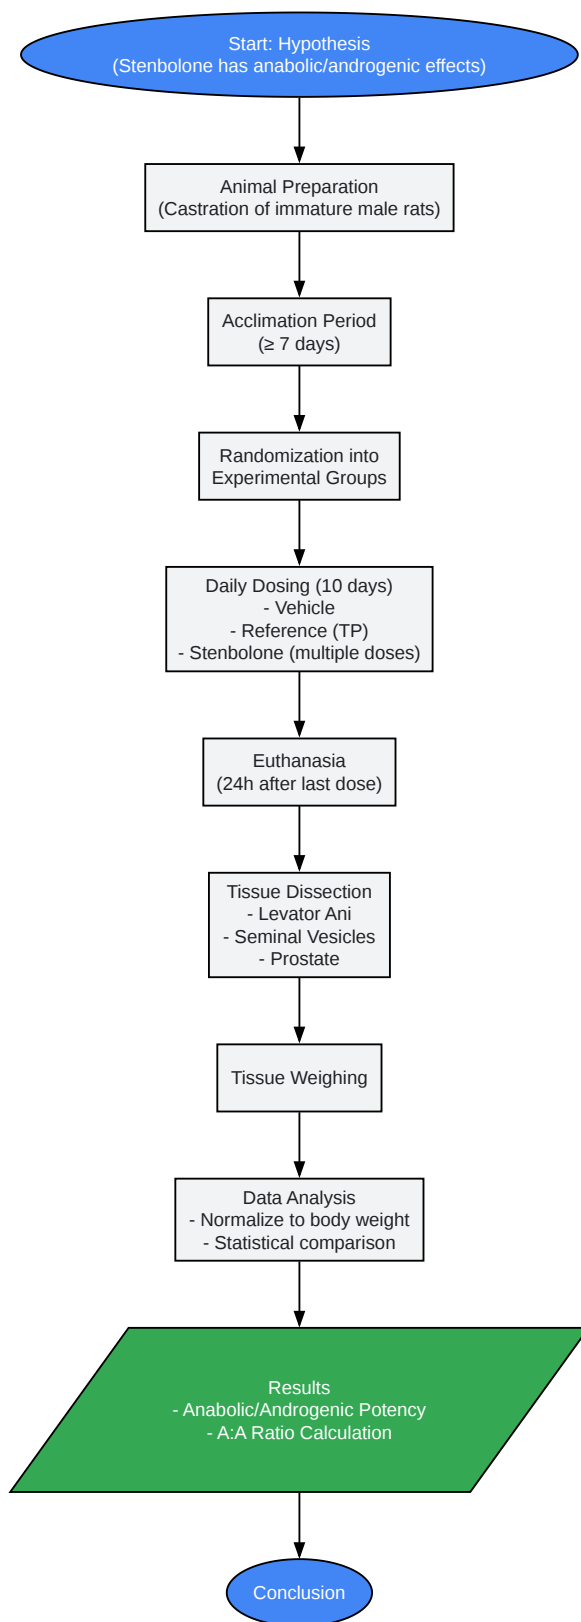 Start: Hypothesis
(Stenbolone has anabolic/androgenic effects)
Animal Preparation
(Castration of immature male rats)
Acclimation Period
(≥ 7 days)
Randomization into
Experimental Groups
Daily Dosing (10 days)
- Vehicle
- Reference (TP)
- Stenbolone (multiple doses)
Euthanasia
(24h after last dose)
Tissue Dissection
- Levator Ani
- Seminal Vesicles
- Prostate
Tissue Weighing
Data Analysis
- Normalize to body weight
- Statistical comparison
Results
- Anabolic/Androgenic Potency
- A:A Ratio Calculation
Conclusion